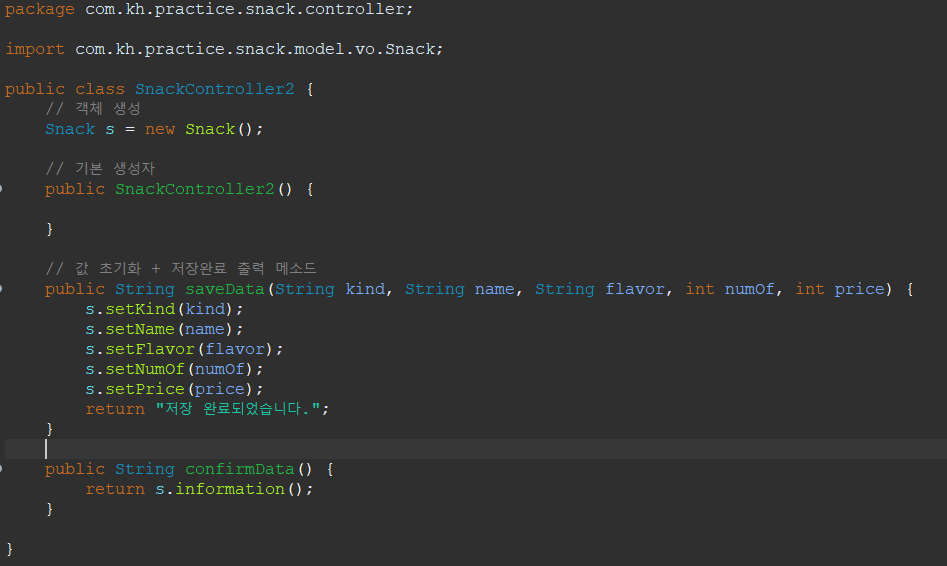 package com.kh.practice.snack.controller;
import com.kh.practice.snack.model.vo.Snack;
public class SnackController2 {
// 객체 생성
Snack s = new Snack();
// 기본 생성자
public SnackController2() {
}
// 값 초기화 + 저장완료 출력 메소드
public String saveData(String kind, String name, String flavor, int numOf, int price) {
s.setKind(kind);
s.setName(name);
s.setFlavor(flavor);
s.setNumOf(numOf);
s.setPrice(price);
return "저장 완료되었습니다.";
}
public String confirmData() {
return s.information();
}
}